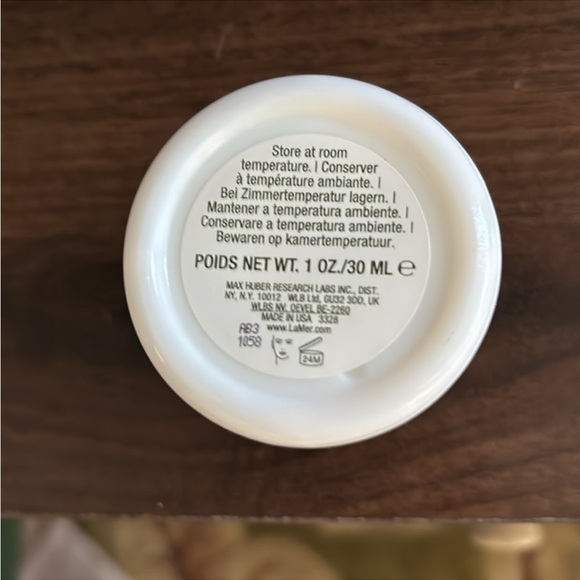 Store at room
temperature. | Conserver
à température ambiante. |
Bei Zimmertemperatur lagern. |
Mantener a temperatura ambiente. |
Conservare a temperatura ambiente. |
Bewaren op kamertemperatuur.
POIDS NET WT. 1 OZ./30 ML ℮
MAX HUBER RESEARCH LABS INC., DIST.
NY, N.Y. 10012 WLB Ltd, GU32 3DD, UK
WLBS NV, OEVEL BE-2260
MADE IN USA 3328
AB3 www.LaMer.com
1058 24M